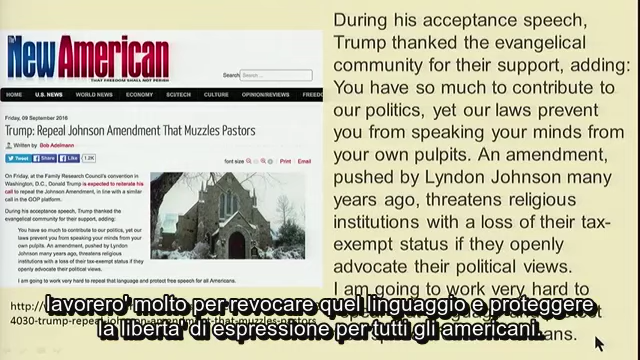 The New American
THAT FREEDOM SHALL NOT PERISH
Search
HOME U.S. NEWS WORLD NEWS ECONOMY SCI/TECH CULTURE OPINION REVIEWS FREEDO
Friday, 09 September 2016
Trump: Repeal Johnson Amendment That Muzzles Pastors
Written by Bob Adelmann
Tweet Share Share 1.2K
font size Print Email
On Friday, at the Family Research Council's convention in
Washington, D.C., Donald Trump is expected to reiterate his
call to repeal the Johnson Amendment, in line with a similar
call in the GOP platform.
During his acceptance speech, Trump thanked the
evangelical community for their support, adding:
You have so much to contribute to our politics, yet our
laws prevent you from speaking your minds from your
own pulpits. An amendment, pushed by Lyndon
Johnson many years ago, threatens religious
institutions with a loss of their tax-exempt status if they
openly advocate their political views.
I am going to work very hard to repeal that language and protect free speech for all Americans.
During his acceptance speech,
Trump thanked the evangelical
community for their support, adding:
You have so much to contribute to
our politics, yet our laws prevent
you from speaking your minds from
your own pulpits. An amendment,
pushed by Lyndon Johnson many
years ago, threatens religious
institutions with a loss of their tax-
exempt status if they openly
advocate their political views.
I am going to work very hard to
lavorero' molto per revocare quel linguaggio e proteggere
la liberta' di espressione per tutti gli americani.